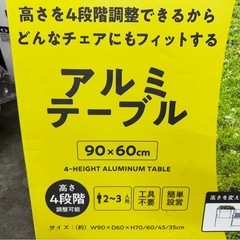 高さを4段階調整できるから
どんなチェアにもフィットする
アルミ
テーブル
90×60cm
4-HEIGHT ALUMINUM TABLE
高さ
4段階
調整可能
2~3人用
工具
不要
簡単
設営
高さを変え
サイズ:(約) W90×D60×H70/60/45/35cm